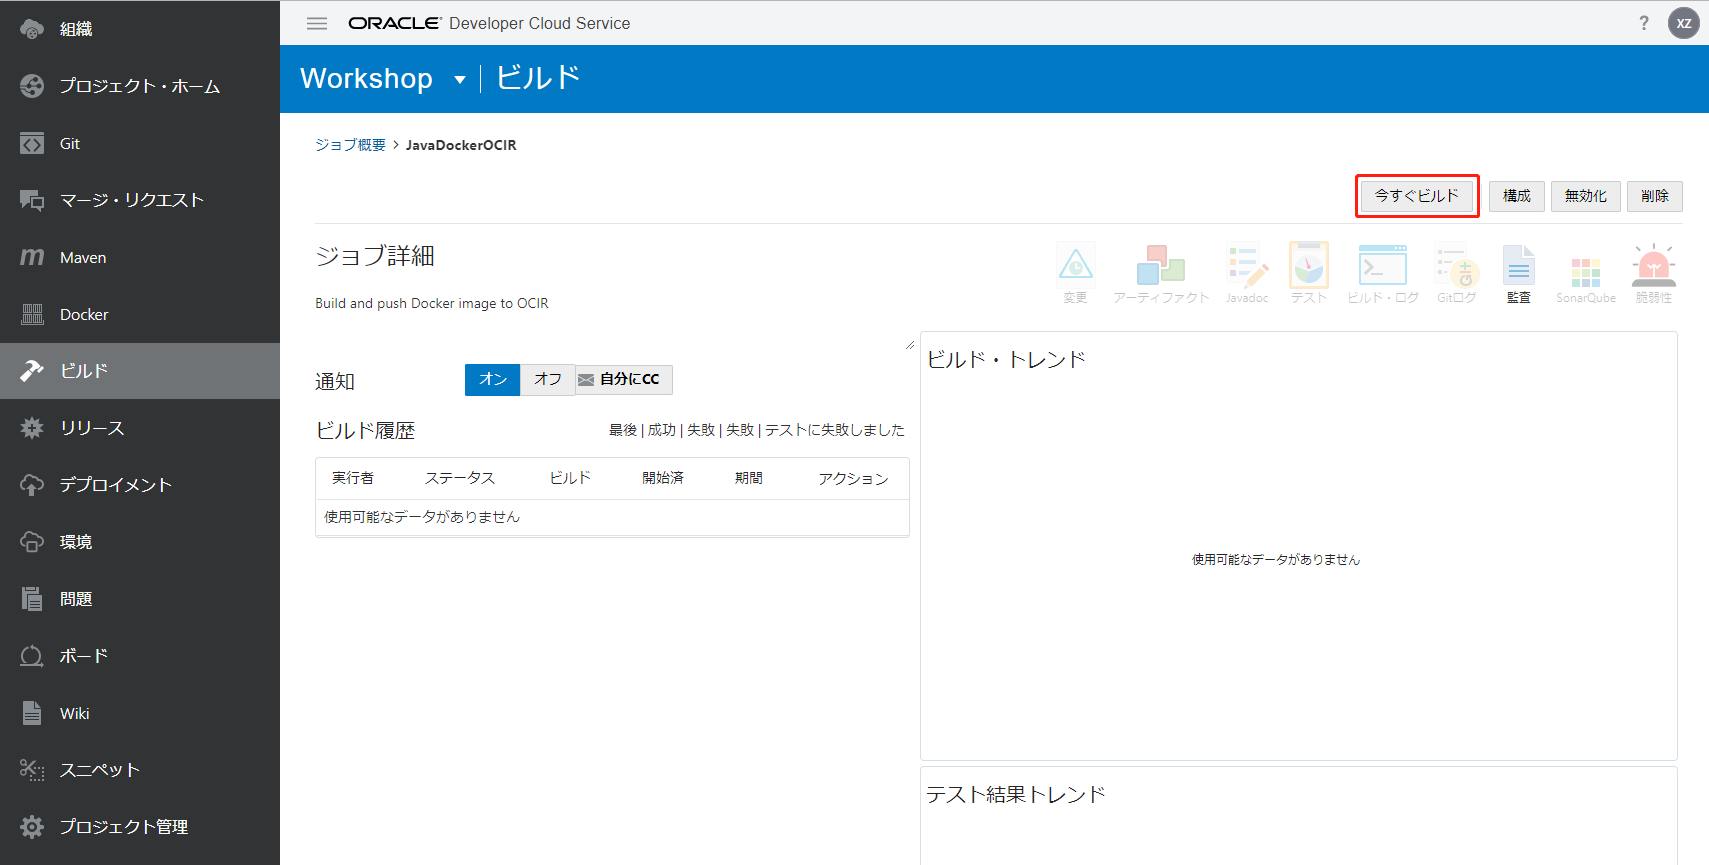 組織
プロジェクト・ホーム
Git
マージ・リクエスト
Maven
Docker
ビルド
リリース
デプロイメント
環境
問題
ボード
Wiki
スニペット
プロジェクト管理
ORACLE Developer Cloud Service
? XZ
Workshop ビルド
ジョブ概要 > JavaDockerOCIR
今すぐビルド 構成 無効化 削除
ジョブ詳細
Build and push Docker image to OCIR
変更 アーティファクト Javadoc テスト ビルド・ログ Gitログ 監査 SonarQube 脆弱性
通知 オン オフ 自分にCC
ビルド履歴 最後 | 成功 | 失敗 | 失敗 | テストに失敗しました
実行者 ステータス ビルド 開始済 期間 アクション
使用可能なデータがありません
ビルド・トレンド
使用可能なデータがありません
テスト結果トレンド